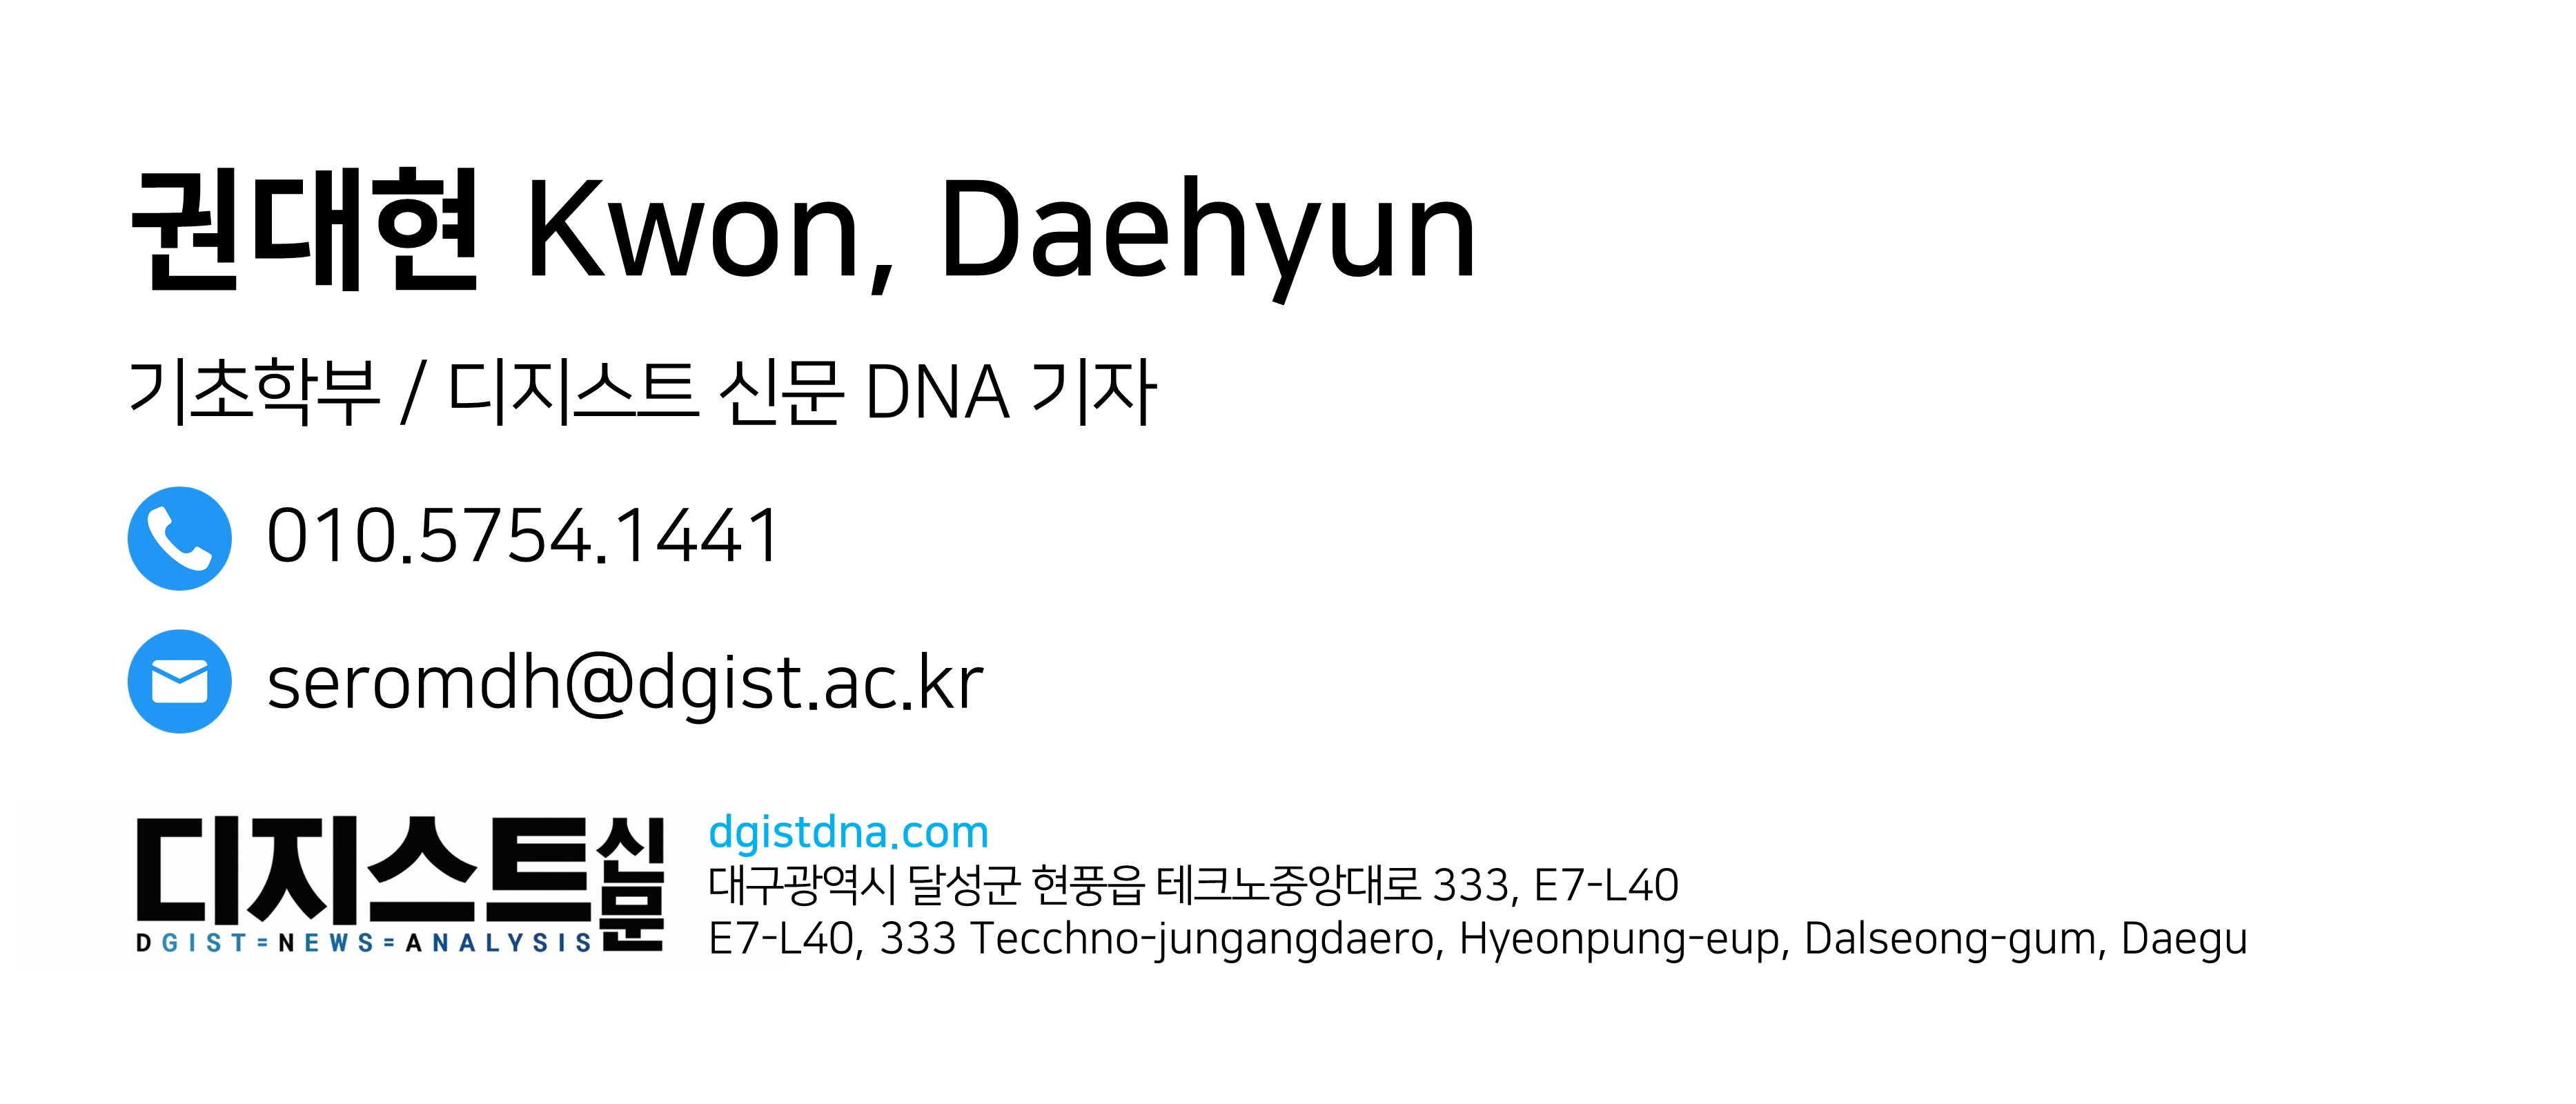 권대현 Kwon, Daehyun
기초학부 / 디지스트 신문 DNA 기자
010.5754.1441
seromdh@dgist.ac.kr
디지스트신문
DGIST=NEWS=ANALYSIS
dgistdna.com
대구광역시 달성군 현풍읍 테크노중앙대로 333, E7-L40
E7-L40, 333 Tecchno-jungangdaero, Hyeonpung-eup, Dalseong-gum, Daegu